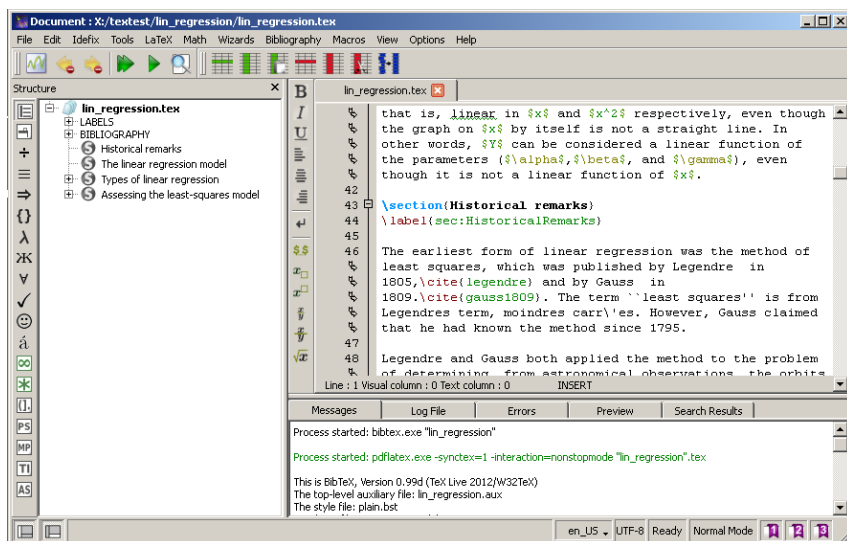 Document : X:/textest/lin_regression/lin_regression.tex
File Edit Idefix Tools LaTeX Math Wizards Bibliography Macros View Options Help
Structure
lin_regression.tex
LABELS
BIBLIOGRAPHY
Historical remarks
The linear regression model
Types of linear regression
Assessing the least-squares model
lin_regression.tex
that is, linear in $x$ and $x^2$ respectively, even though
the graph on $x$ by itself is not a straight line. In
other words, $Y$ can be considered a linear function of
the parameters ($\alpha$,$\beta$, and $\gamma$), even
though it is not a linear function of $x$.
42
43 \section{Historical remarks}
44 \label{sec:HistoricalRemarks}
45
46 The earliest form of linear regression was the method of
least squares, which was published by Legendre in
1805,\cite{legendre} and by Gauss in
1809.\cite{gauss1809}. The term ``least squares'' is from
Legendres term, moindres carr\'es. However, Gauss claimed
that he had known the method since 1795.
47
48 Legendre and Gauss both applied the method to the problem
of determining, from astronomical observations, the orbits
Line : 1 Visual column : 0 Text column : 0 INSERT
Messages Log File Errors Preview Search Results
Process started: bibtex.exe "lin_regression"
Process started: pdflatex.exe -synctex=1 -interaction=nonstopmode "lin_regression".tex
This is BibTeX, Version 0.99d (TeX Live 2012/W32TeX)
The top-level auxiliary file: lin_regression.aux
The style file: plain.bst
en_US UTF-8 Ready Normal Mode 1 2 3